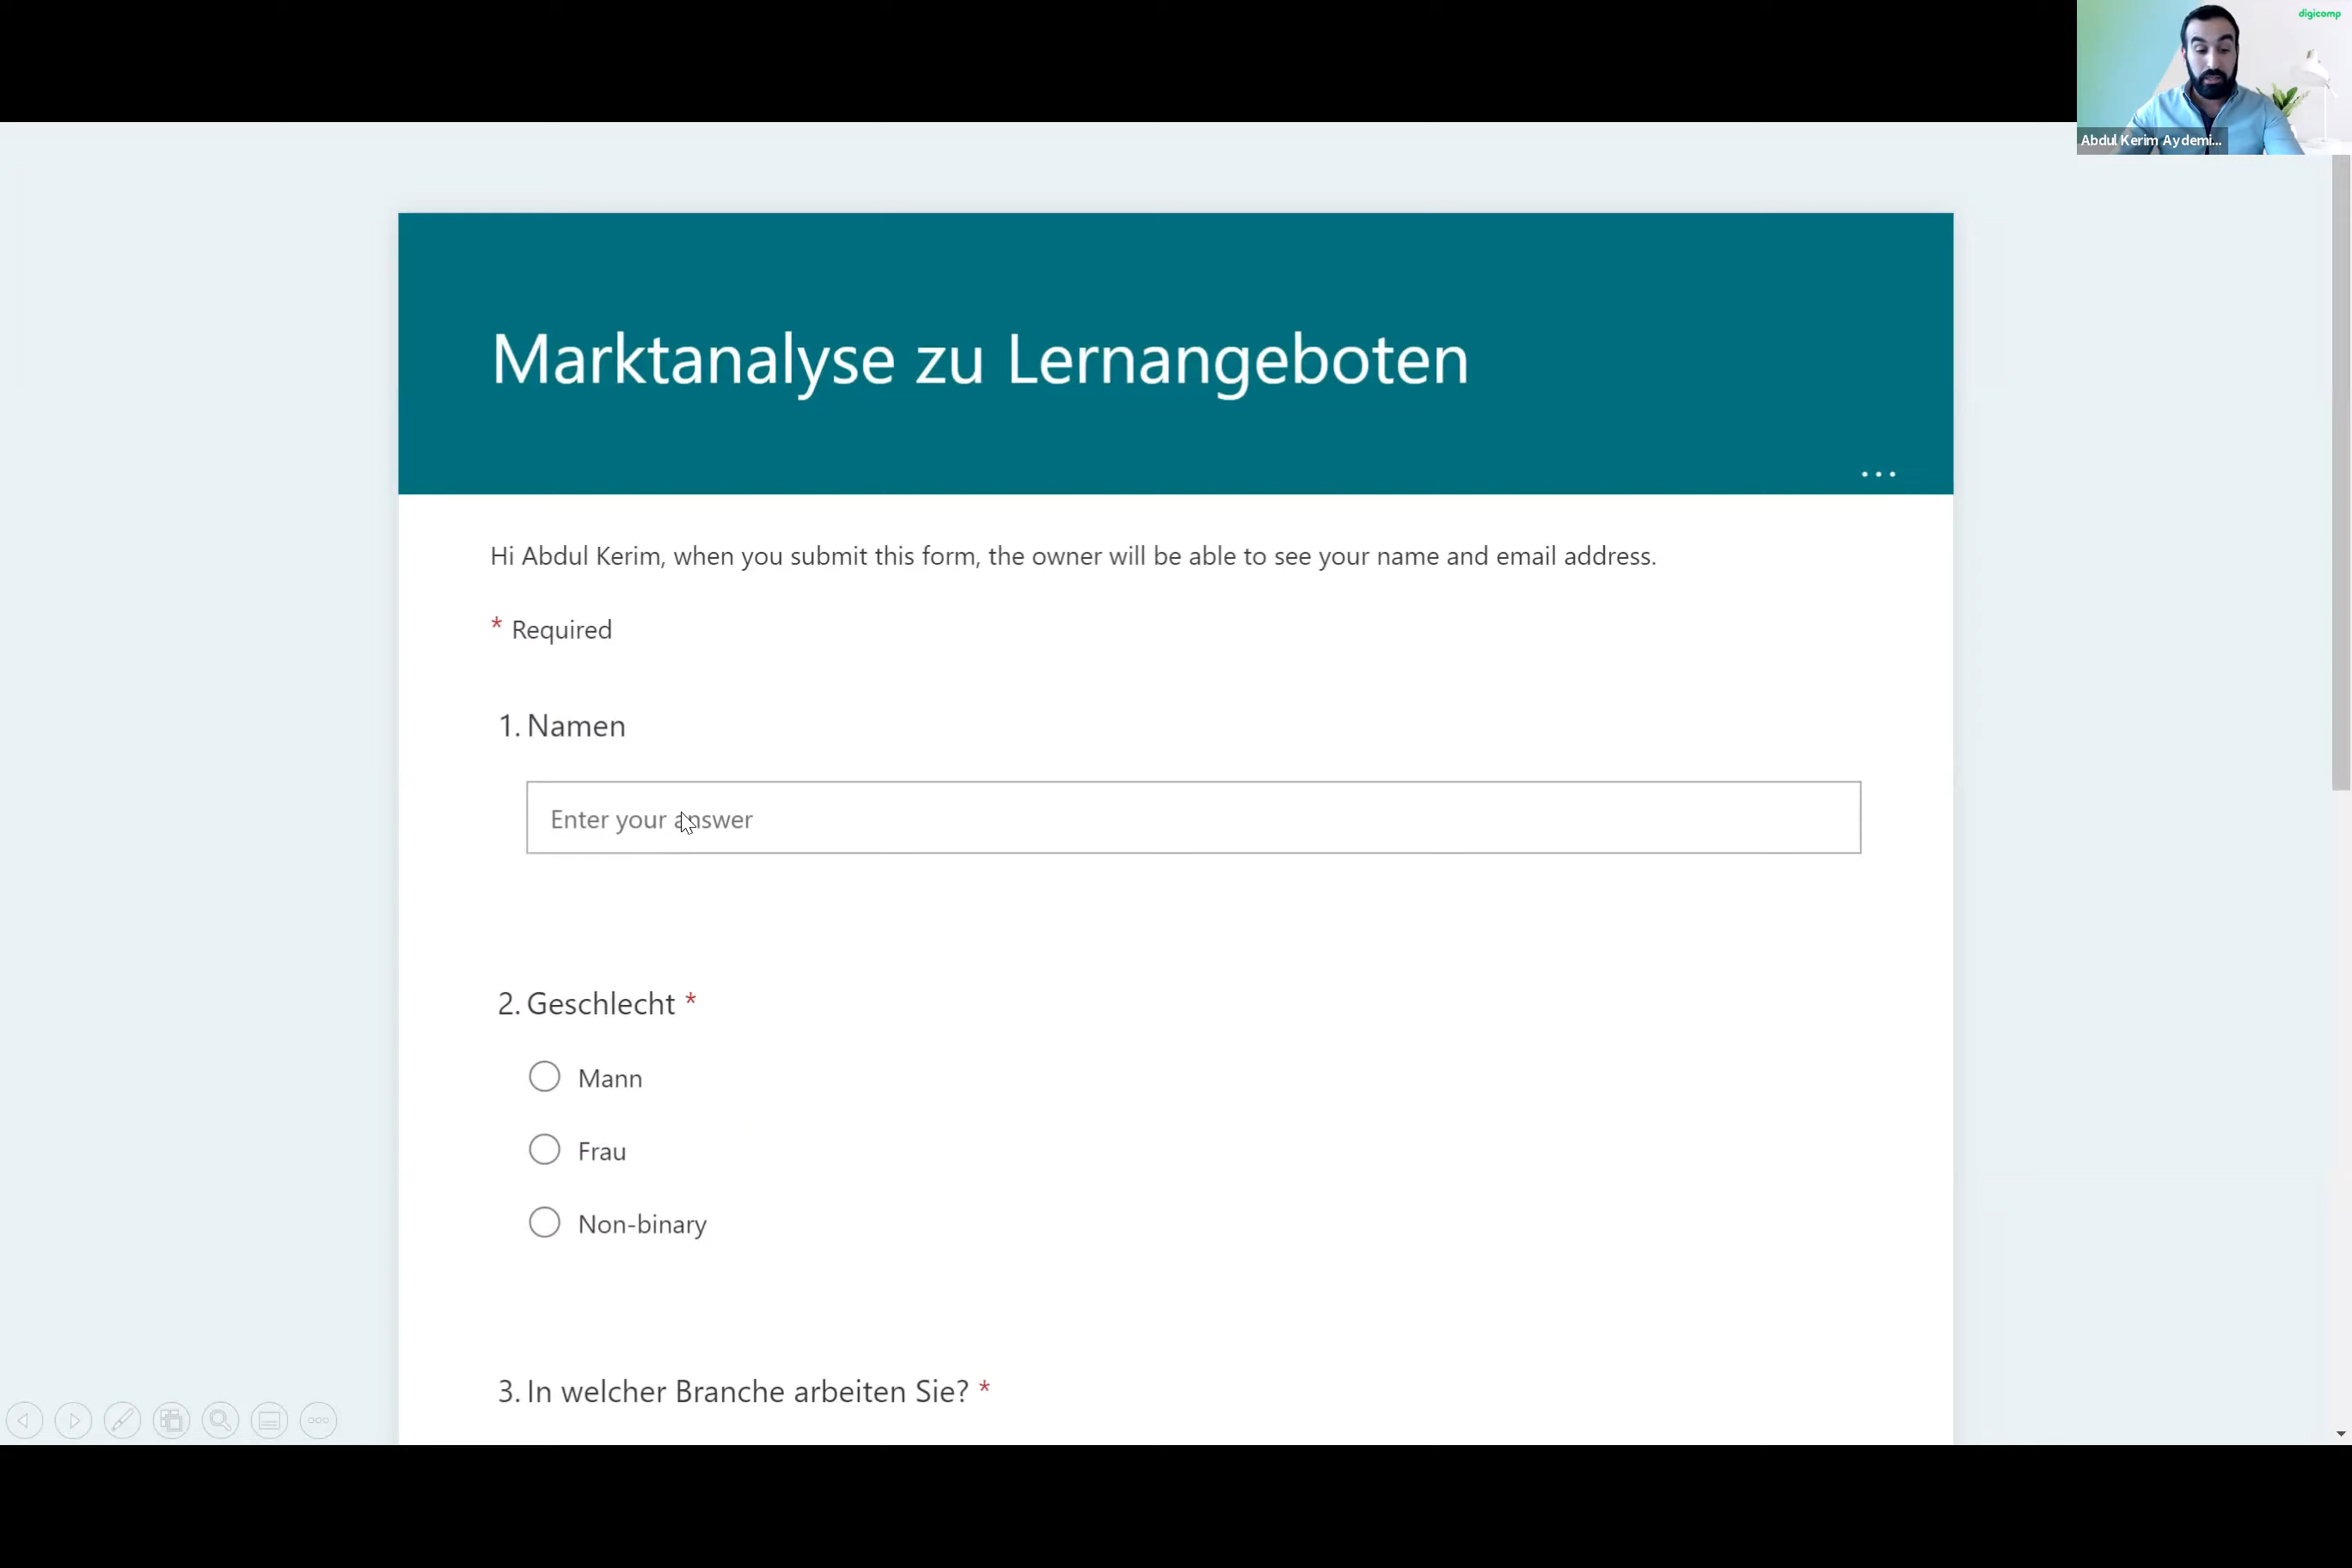 digicomp
Abdul Kerim Aydemi...
Marktanalyse zu Lernangeboten
...
Hi Abdul Kerim, when you submit this form, the owner will be able to see your name and email address.
* Required
1. Namen
Enter your answer
2. Geschlecht *
Mann
Frau
Non-binary
3. In welcher Branche arbeiten Sie? *